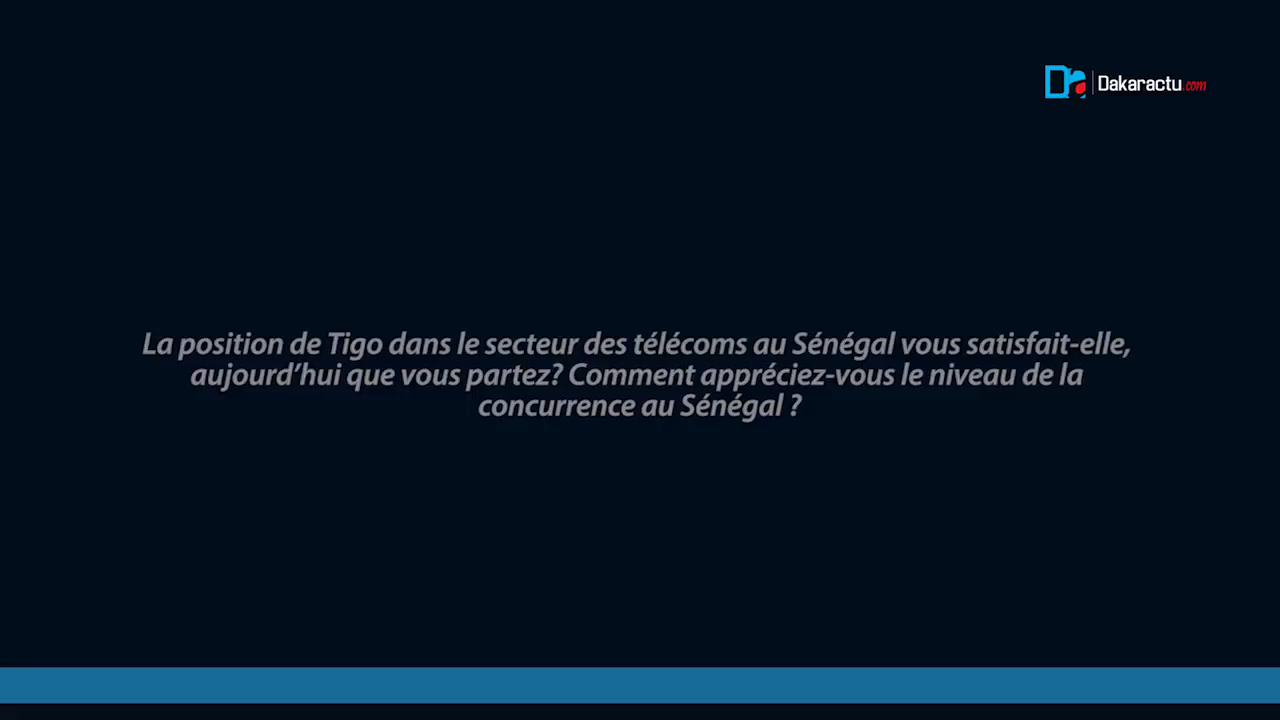 Dakaractu.com
La position de Tigo dans le secteur des télécoms au Sénégal vous satisfait-elle,
aujourd’hui que vous partez? Comment appréciez-vous le niveau de la
concurrence au Sénégal ?